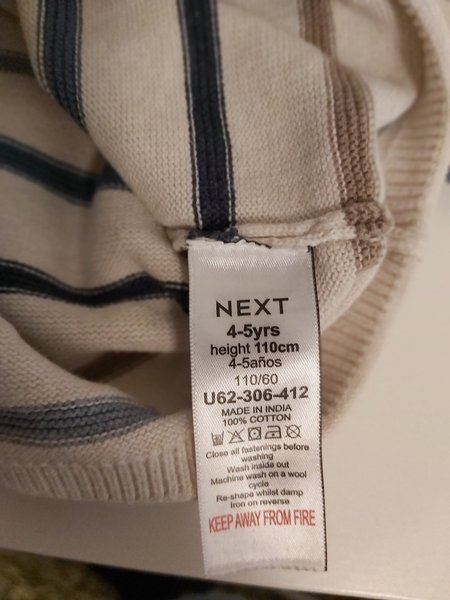 NEXT
4-5yrs
height 110cm
4-5años
110/60
U62-306-412
MADE IN INDIA
100% COTTON
Close all fastenings before
washing
Wash inside out
Machine wash on a wool
cycle
Re-shape whilst damp
Iron on reverse
KEEP AWAY FROM FIRE